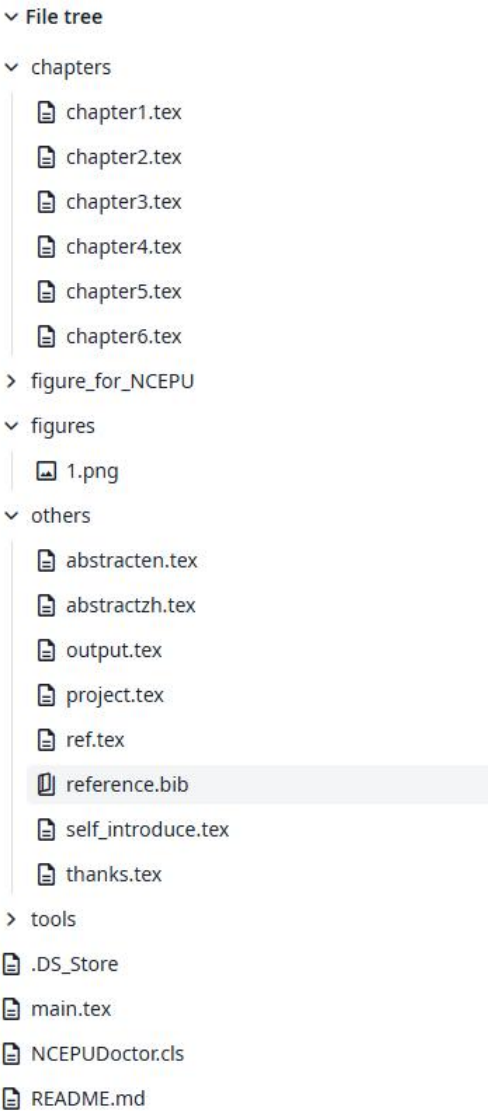 File tree
chapters
chapter1.tex
chapter2.tex
chapter3.tex
chapter4.tex
chapter5.tex
chapter6.tex
figure_for_NCEPU
figures
1.png
others
abstracten.tex
abstractzh.tex
output.tex
project.tex
ref.tex
reference.bib
self_introduce.tex
thanks.tex
tools
.DS_Store
main.tex
NCEPUDoctor.cls
README.md